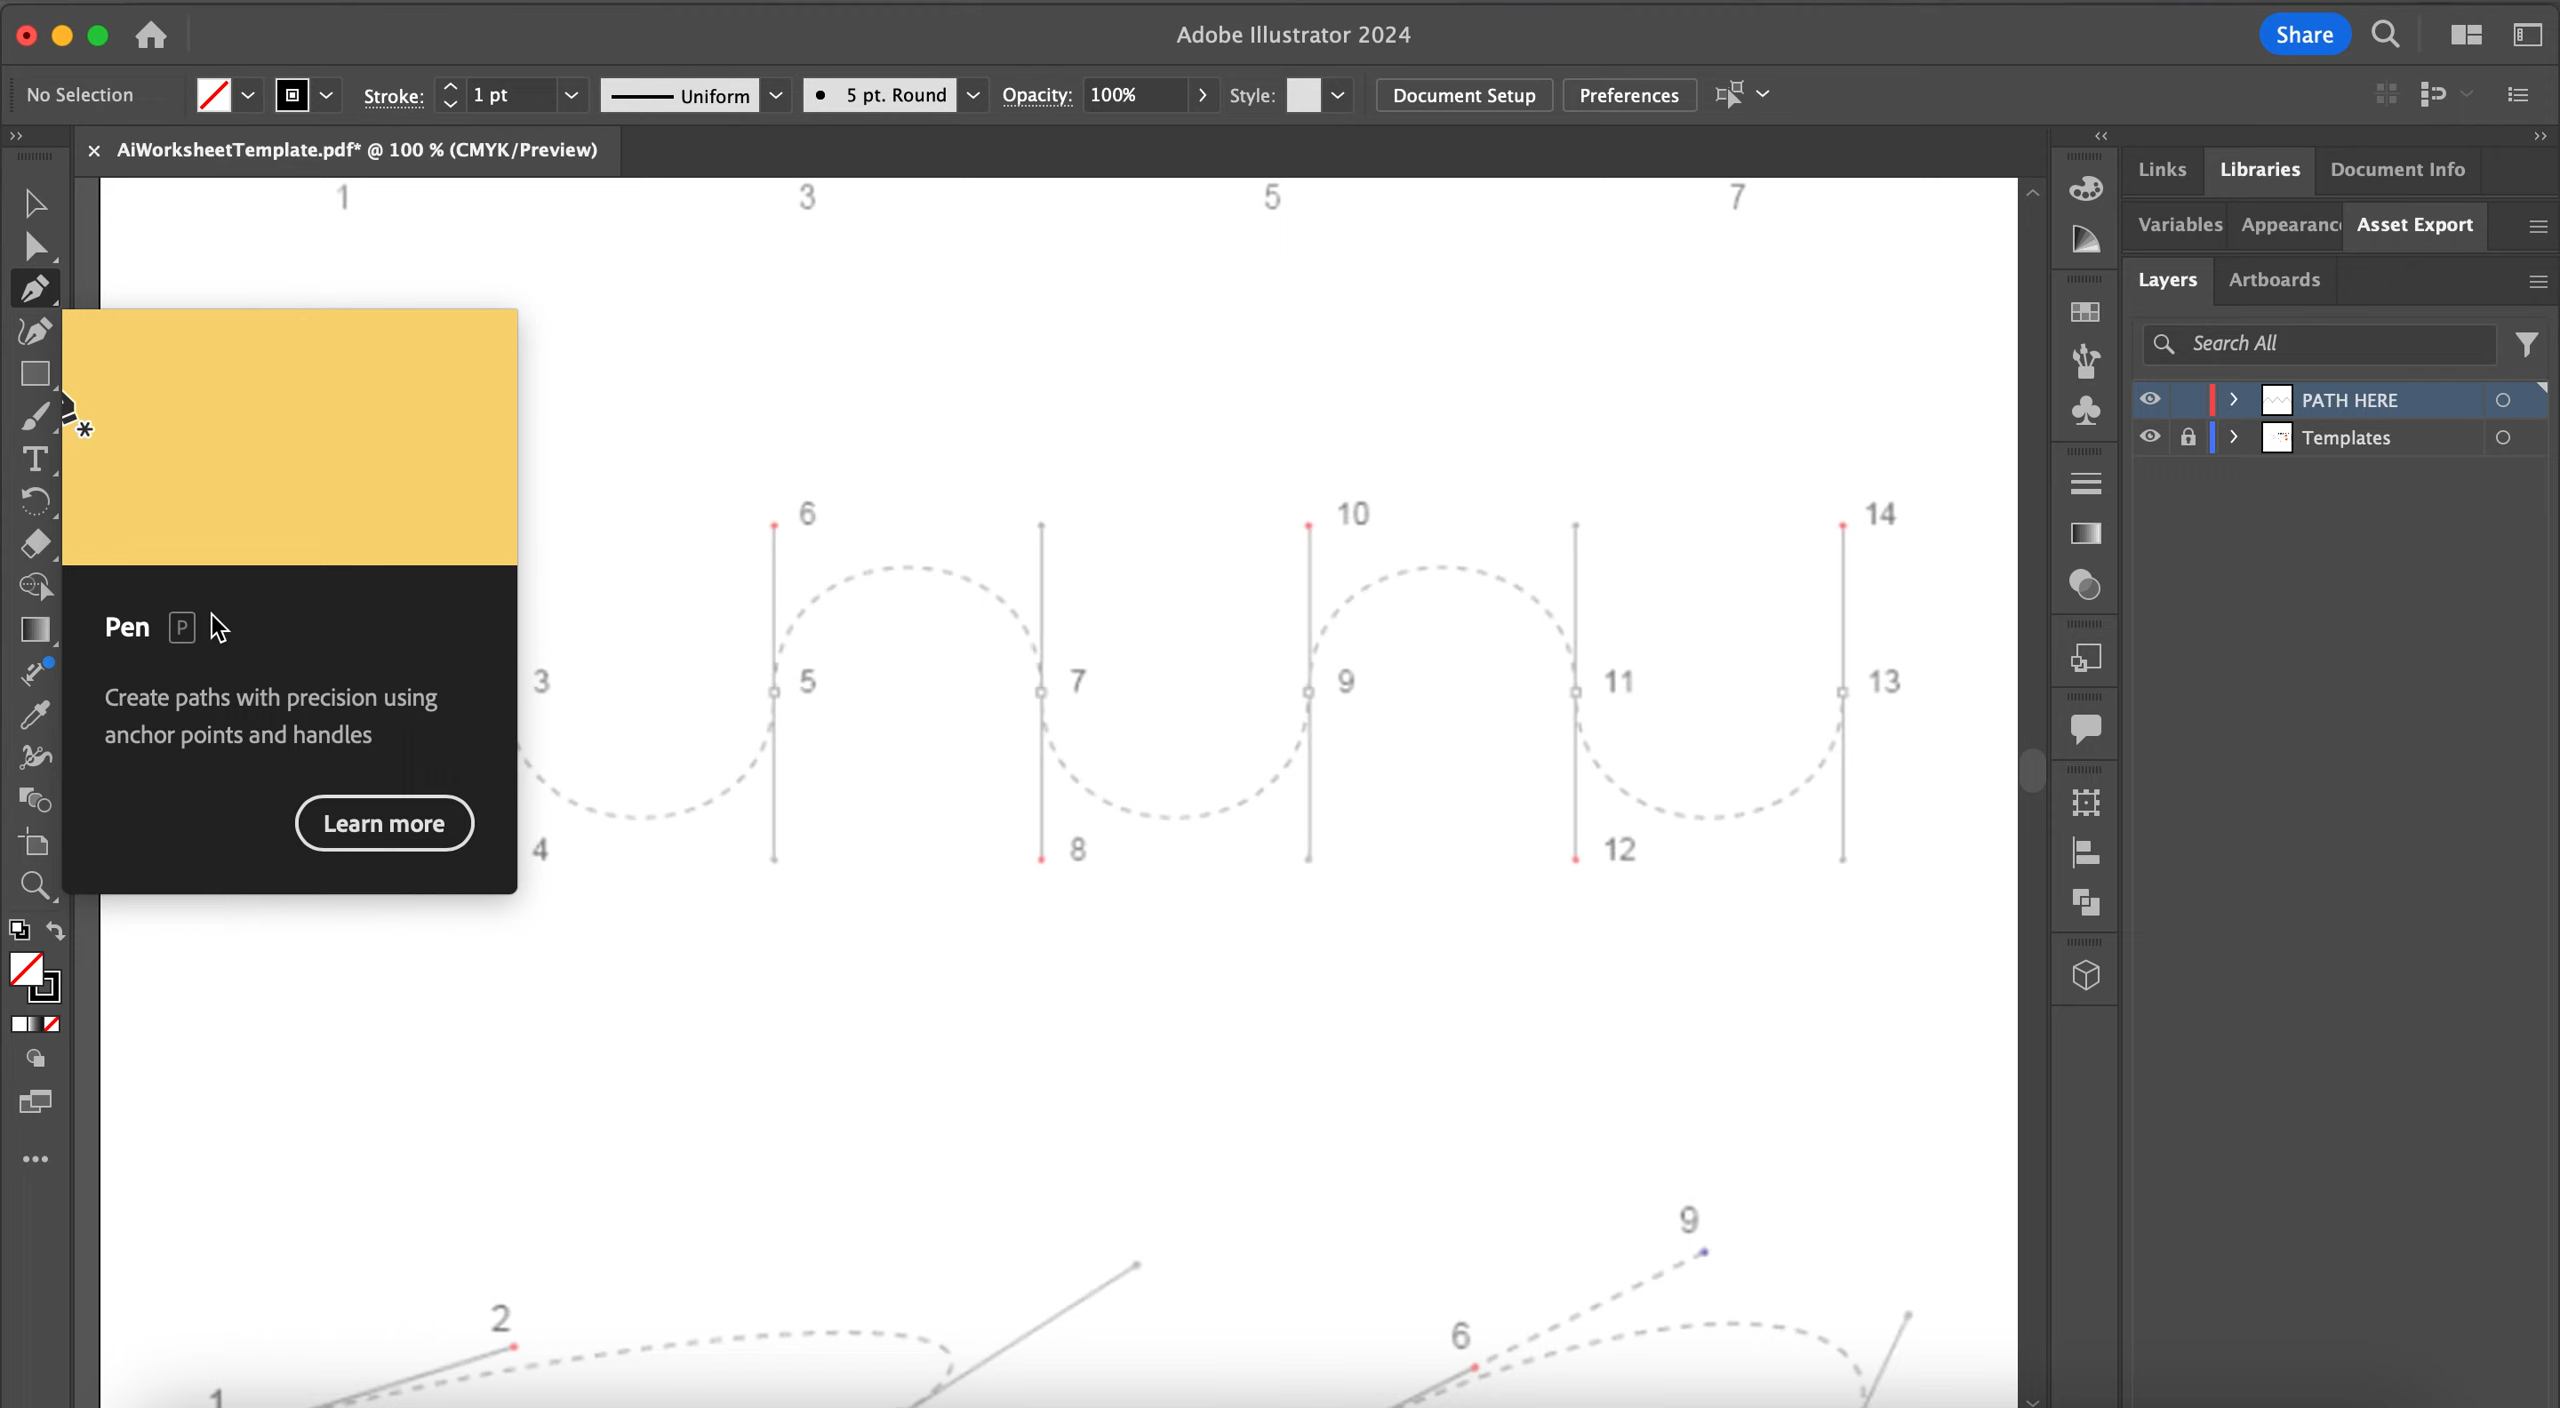 Adobe Illustrator 2024
Share
No Selection
Stroke: 1 pt
Uniform
5 pt. Round
Opacity: 100%
Style:
Document Setup
Preferences
AiWorksheetTemplate.pdf* @ 100 % (CMYK/Preview)
Links Libraries Document Info
Variables Appearanc Asset Export
Layers Artboards
Search All
PATH HERE
Templates
1 3 5 7
6 10 14
Pen P
Create paths with precision using
anchor points and handles
Learn more
3 5 7 9 11 13
4 8 12
9
2 6
1